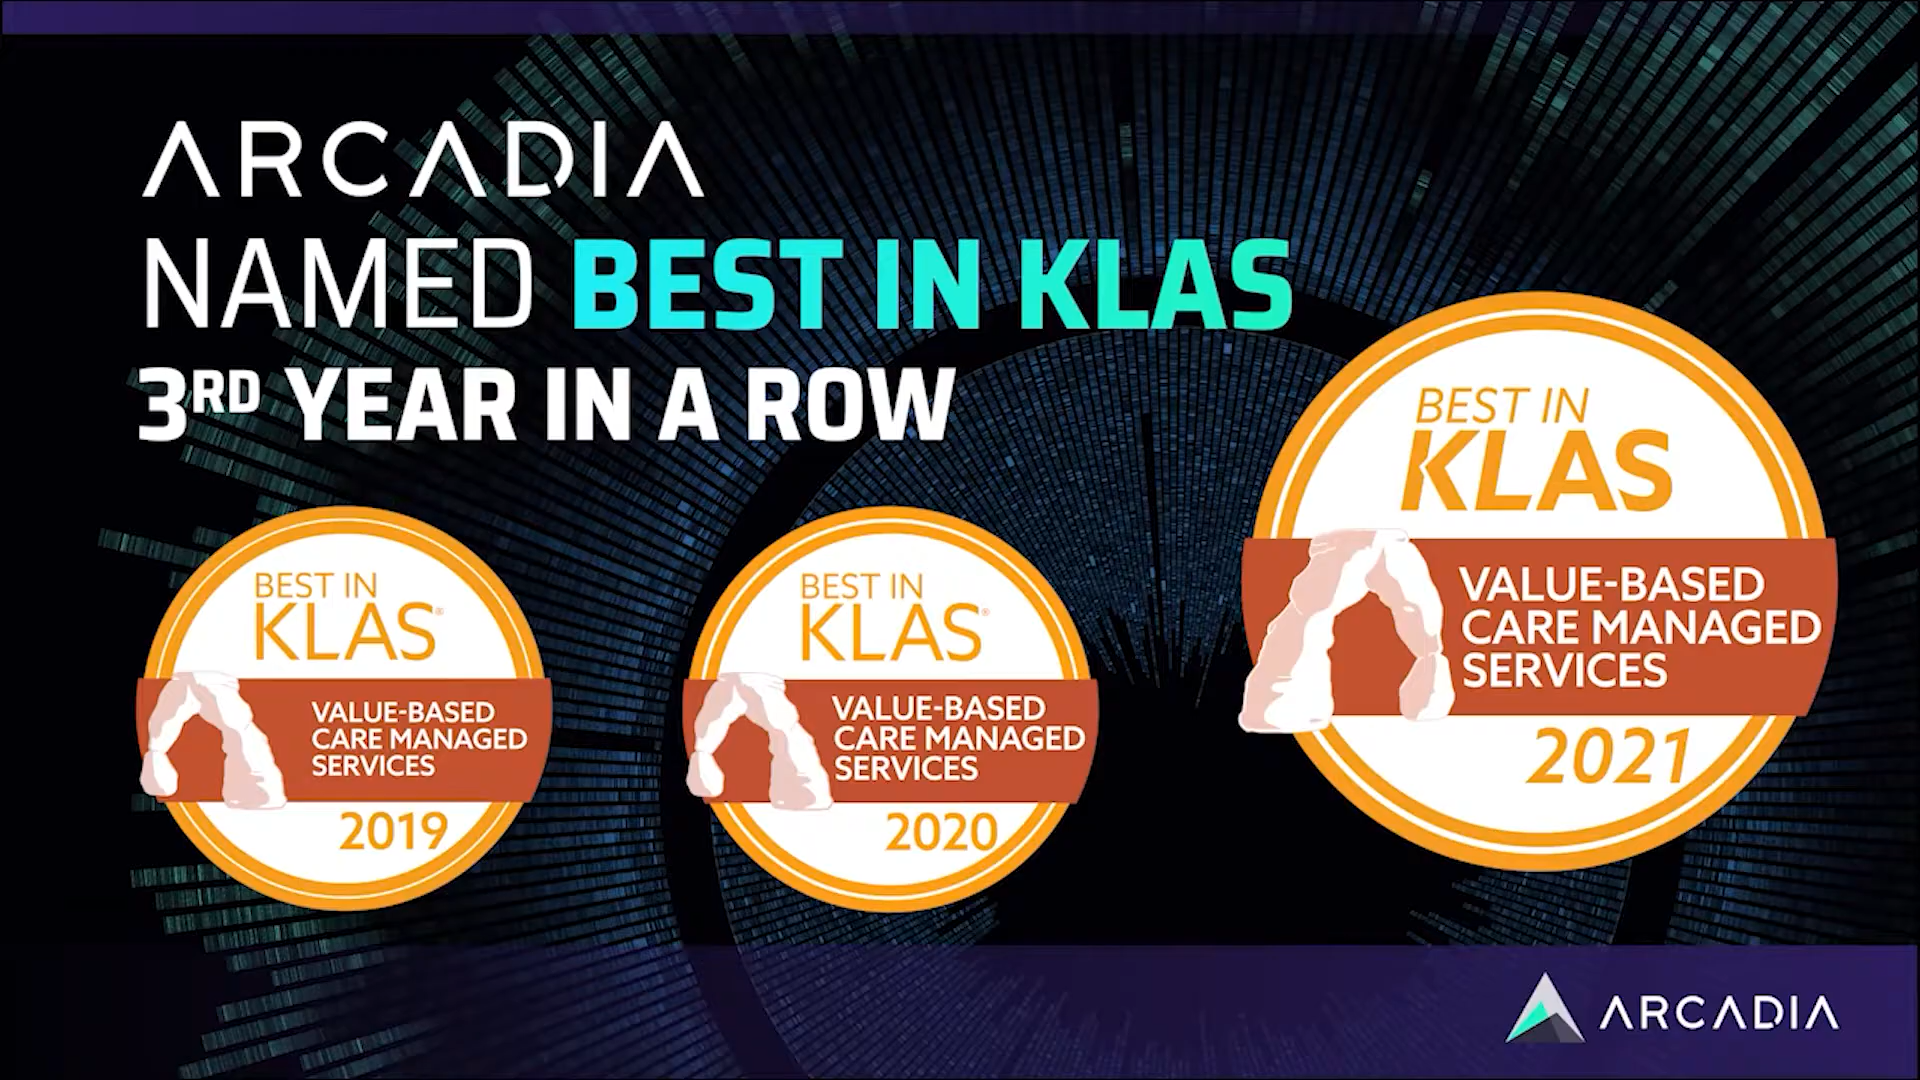 ARCADIA
NAMED BEST IN KLAS
3RD YEAR IN A ROW
BEST IN
KLAS®
VALUE-BASED
CARE MANAGED
SERVICES
2019
BEST IN
KLAS®
VALUE-BASED
CARE MANAGED
SERVICES
2020
BEST IN
KLAS
VALUE-BASED
CARE MANAGED
SERVICES
2021
ARCADIA